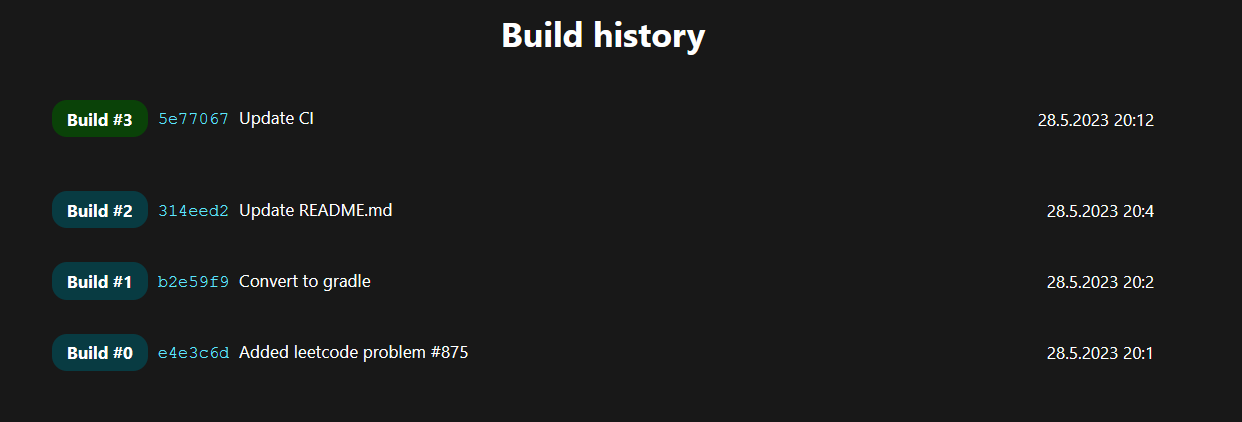 Build history
Build #3 5e77067 Update CI 28.5.2023 20:12
Build #2 314eed2 Update README.md 28.5.2023 20:4
Build #1 b2e59f9 Convert to gradle 28.5.2023 20:2
Build #0 e4e3c6d Added leetcode problem #875 28.5.2023 20:1